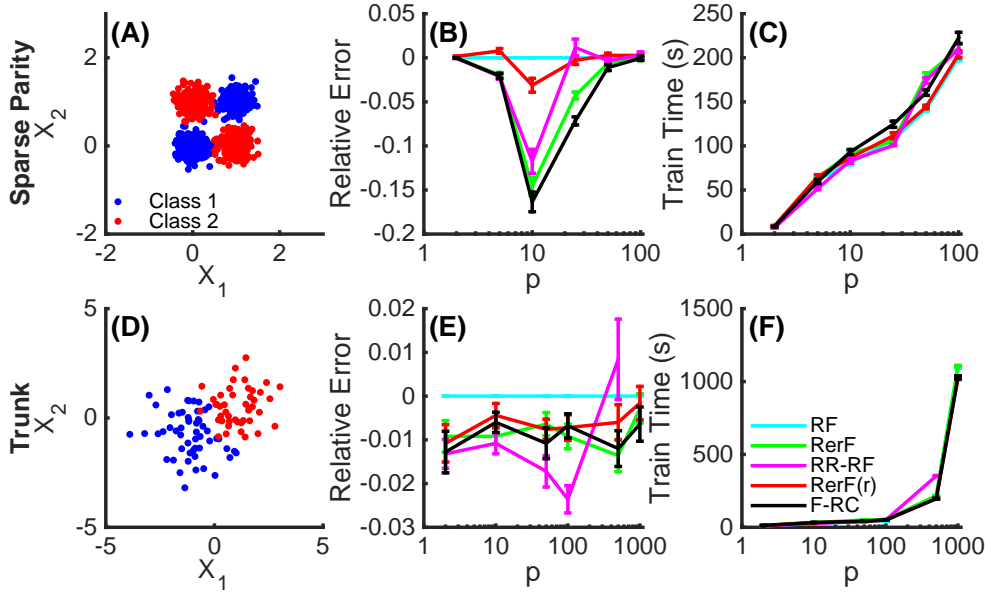 Sparse Parity
(A)
2
0
-2
X2
-2
0
2
X1
Class 1
Class 2
(B)
0
-0.05
-0.1
-0.15
-0.2
Relative Error
1
10
100
p
(C)
250
200
150
100
50
0
Train Time (s)
1
10
100
p
Trunk
(D)
5
0
-5
X2
-5
0
5
X1
(E)
0.02
0.01
0
-0.01
-0.02
-0.03
Relative Error
1
10
100
1000
p
(F)
1500
1000
500
0
Train Time (s)
1
10
100
1000
p
RF
RerF
RR-RF
RerF(r)
F-RC